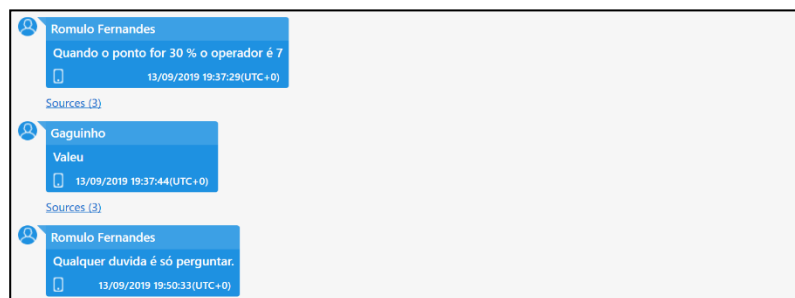 Romulo Fernandes
Quando o ponto for 30 % o operador é 7
13/09/2019 19:37:29(UTC+0)
Sources (3)
Gaguinho
Valeu
13/09/2019 19:37:44(UTC+0)
Sources (3)
Romulo Fernandes
Qualquer duvida é só perguntar.
13/09/2019 19:50:33(UTC+0)